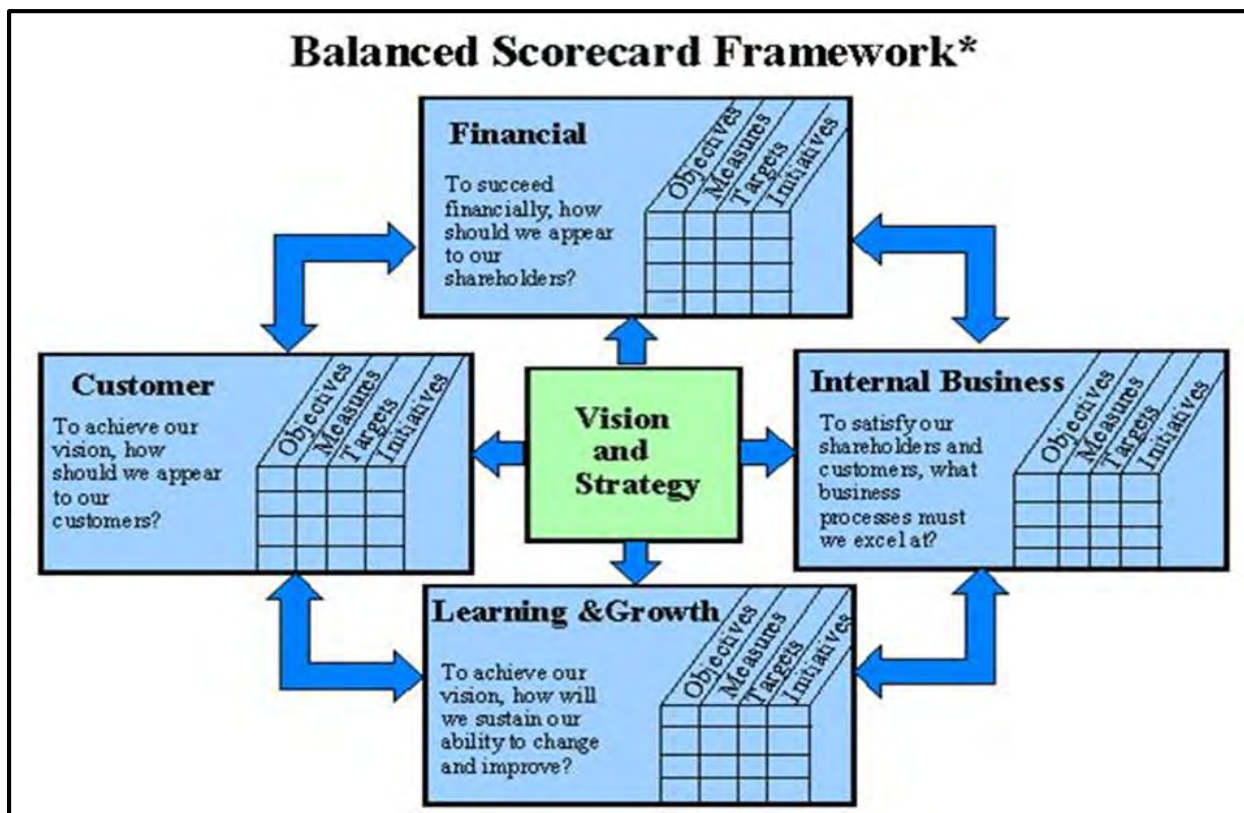 Balanced Scorecard Framework*
Financial
To succeed
financially, how
should we appear
to our
shareholders?
Objectives
Measures
Targets
Initiatives
Customer
To achieve our
vision, how
should we appear
to our
customers?
Objectives
Measures
Targets
Initiatives
Vision
and
Strategy
Internal Business
To satisfy our
shareholders and
customers, what
business
processes must
we excel at?
Objectives
Measures
Targets
Initiatives
Learning &Growth
To achieve our
vision, how will
we sustain our
ability to change
and improve?
Objectives
Measures
Targets
Initiatives